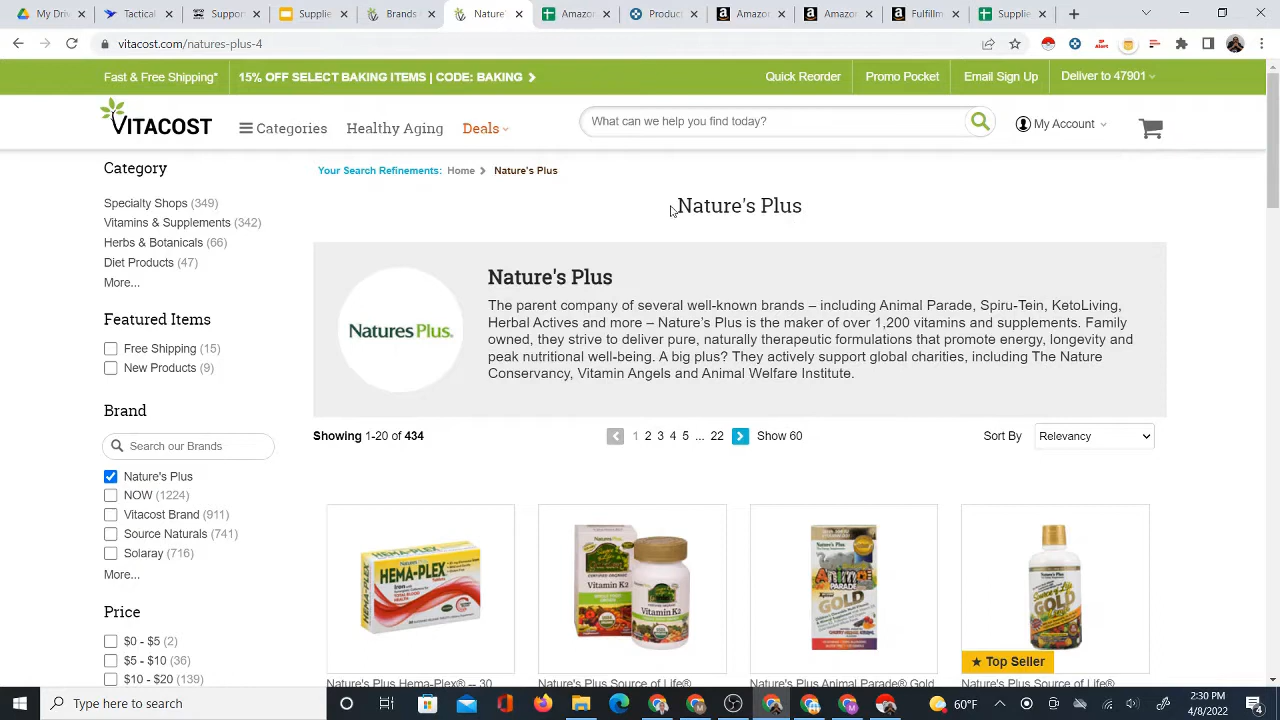 My Dri
Suppor
Brands
Nature'
Amazo
Produc
Amazo
Amazo
Fulfillm
Supple
vitacost.com/natures-plus-4
Fast & Free Shipping*
15% OFF SELECT BAKING ITEMS | CODE: BAKING
Quick Reorder
Promo Pocket
Email Sign Up
Deliver to 47901
VITACOST
Categories
Healthy Aging
Deals
What can we help you find today?
My Account
Category
Specialty Shops (349)
Vitamins & Supplements (342)
Herbs & Botanicals (66)
Diet Products (47)
More...
Featured Items
Free Shipping (15)
New Products (9)
Brand
Search our Brands
Nature's Plus
NOW (1224)
Vitacost Brand (911)
Source Naturals (741)
Solaray (716)
More...
Price
$0 - $5 (2)
$5 - $10 (36)
$10 - $20 (139)
Your Search Refinements: Home Nature's Plus
Nature's Plus
NaturesPlus.
Nature's Plus
The parent company of several well-known brands – including Animal Parade, Spiru-Tein, KetoLiving,
Herbal Actives and more – Nature's Plus is the maker of over 1,200 vitamins and supplements. Family
owned, they strive to deliver pure, naturally therapeutic formulations that promote energy, longevity and
peak nutritional well-being. A big plus? They actively support global charities, including The Nature
Conservancy, Vitamin Angels and Animal Welfare Institute.
Showing 1-20 of 434
1 2 3 4 5 ... 22
Show 60
Sort By
Relevancy
HEMA-PLEX
Vitamin K2
Vitamin K2
GOLD
GOLD
★ Top Seller
Nature's Plus Hema-Plex® -- 30
Nature's Plus Source of Life®
Nature's Plus Animal Parade® Gold
Nature's Plus Source of Life®
Type here to search
60°F
2:30 PM
4/8/2022